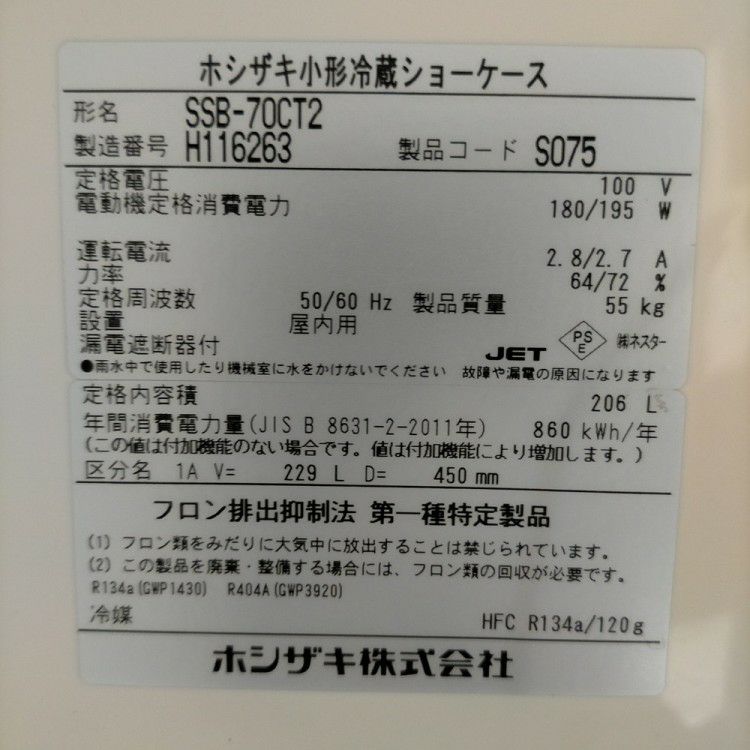 ホシザキ小形冷蔵ショーケース
形名 SSB-70CT2
製造番号 H116263 製品コード S075
定格電圧 100 V
電動機定格消費電力 180/195 W
運転電流 2.8/2.7 A
力率 64/72 %
定格周波数 50/60 Hz 製品質量 55 kg
設置 屋内用
漏電遮断器付 JET PSE ㈱ネスター
●雨水中で使用したり機械室に水をかけないでください 故障や漏電の原因になります
定格内容積 206 L
年間消費電力量(JIS B 8631-2-2011年) 860 kWh/年
(この値は付加機能のない場合です。値は付加機能により増加します。)
区分名 1A V= 229 L D= 450 mm
フロン排出抑制法 第一種特定製品
(1) フロン類をみだりに大気中に放出することは禁じられています。
(2) この製品を廃棄・整備する場合には、フロン類の回収が必要です。
R134a(GWP1430) R404A(GWP3920)
冷媒 HFC R134a/120g
ホシザキ株式会社